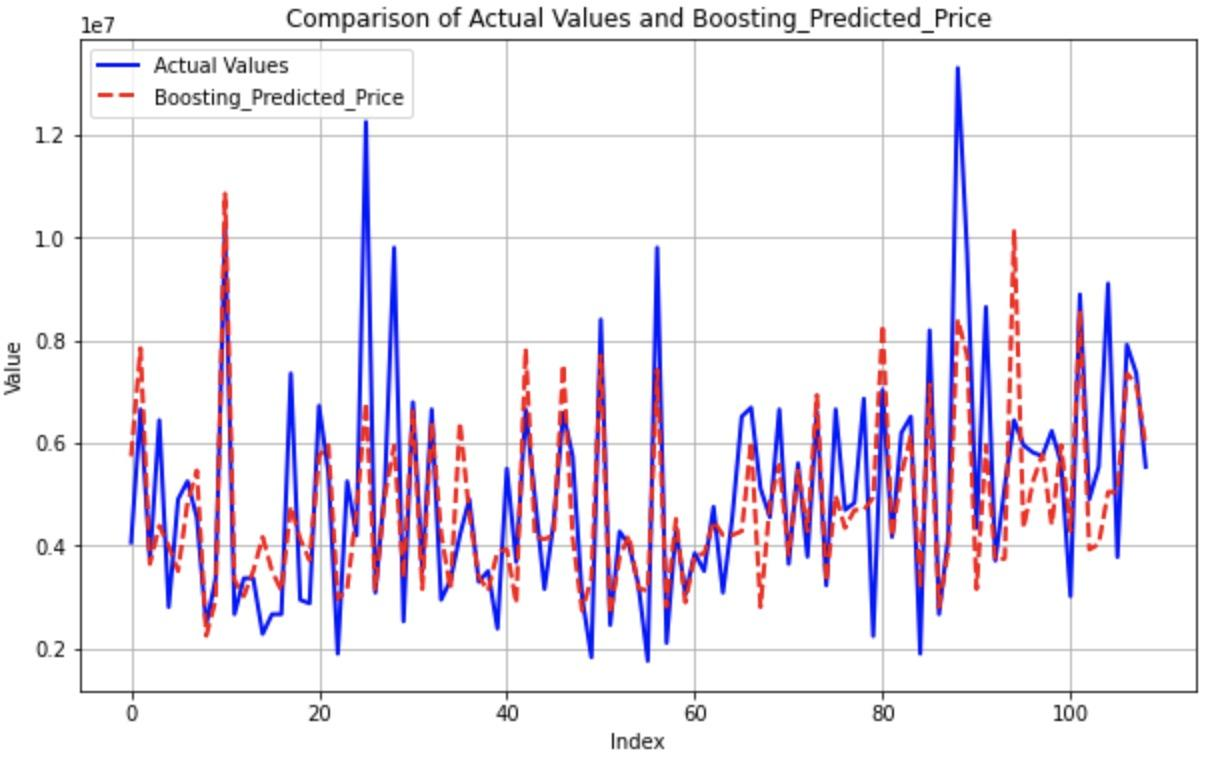 Comparison of Actual Values and Boosting_Predicted_Price
1e7
Actual Values
Boosting_Predicted_Price
1.2
1.0
0.8
0.6
0.4
0.2
Value
0 20 40 60 80 100
Index